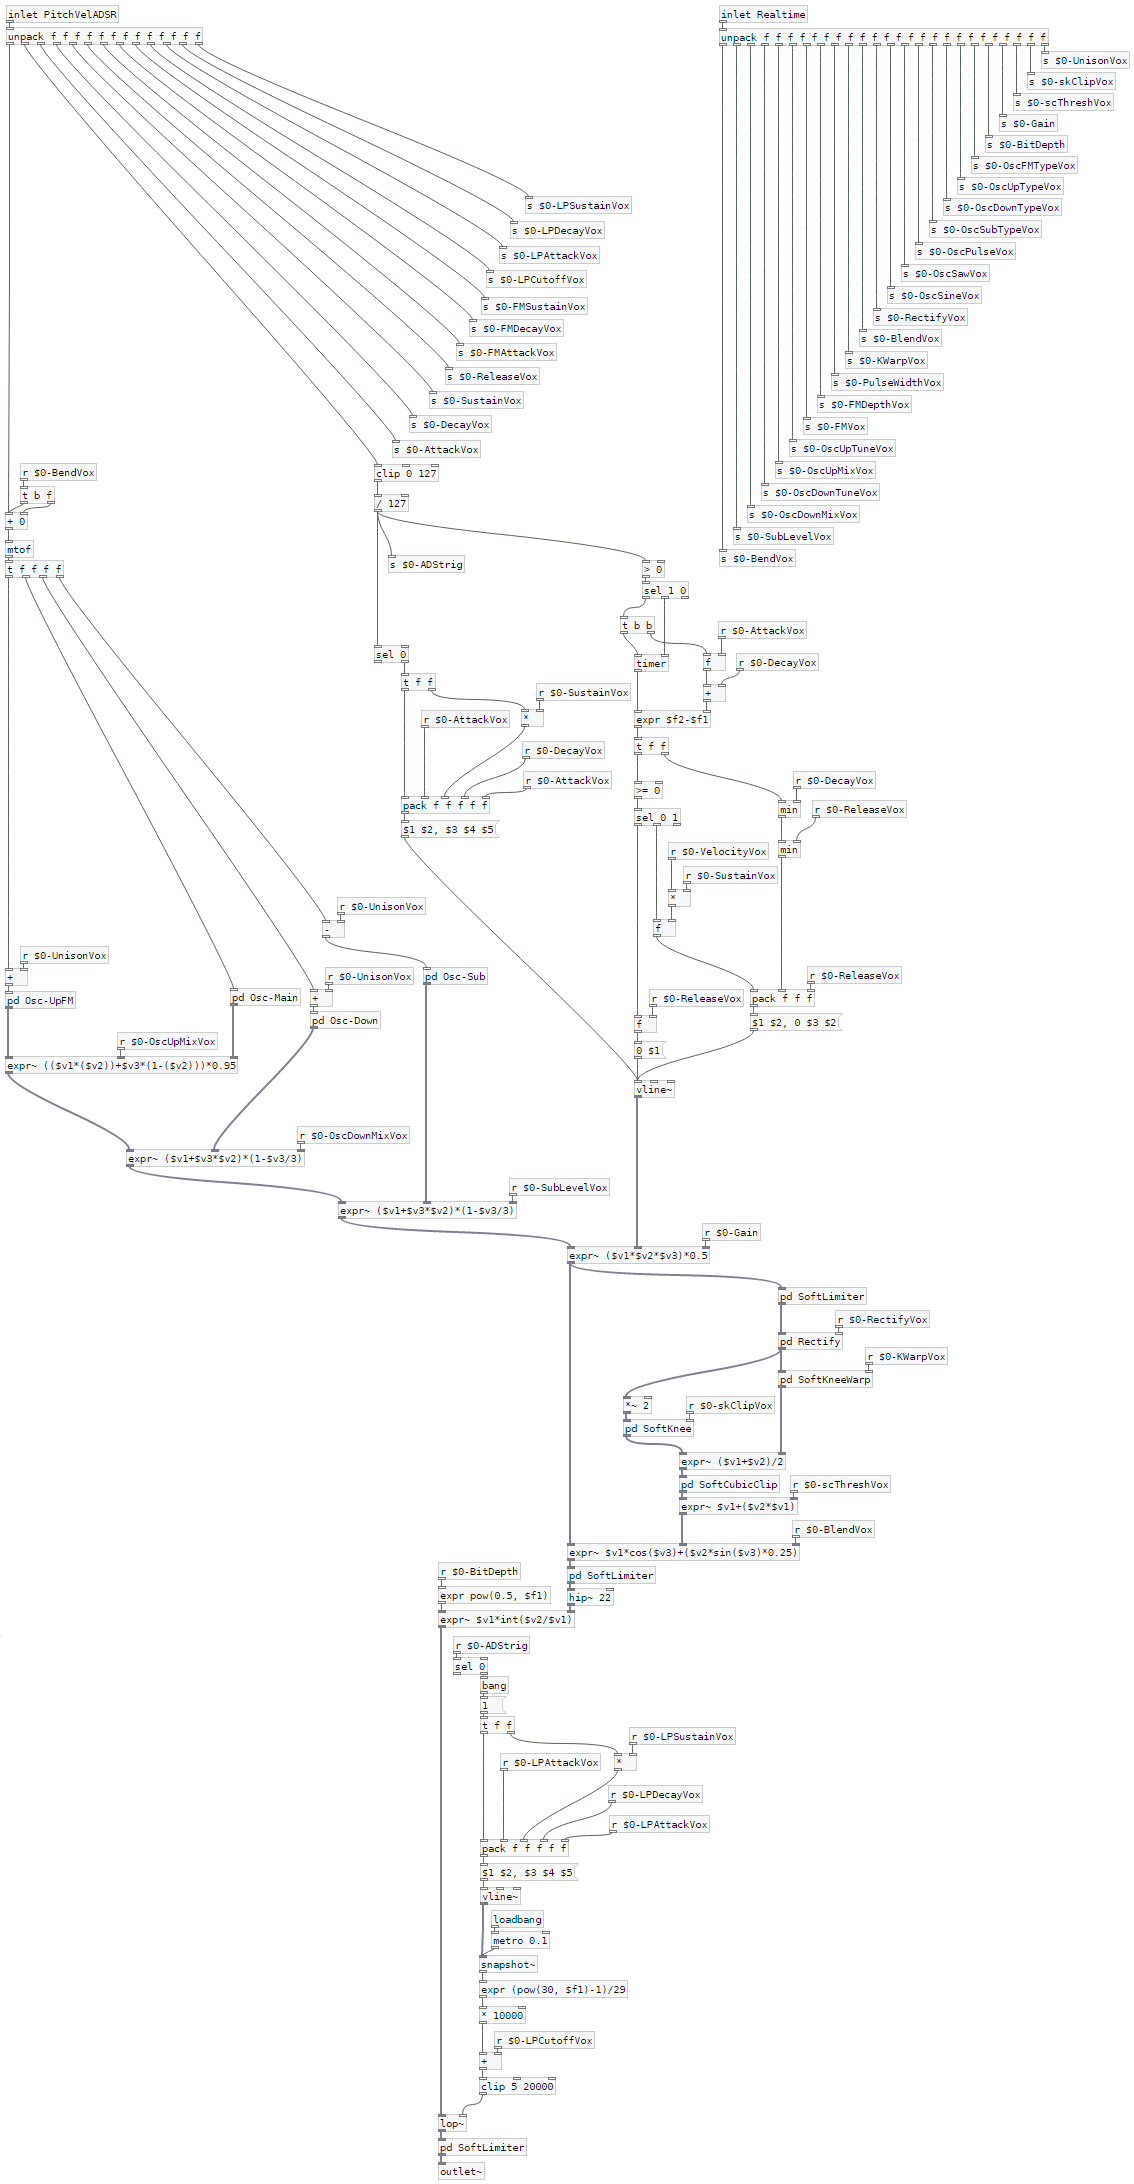 inlet PitchVelADSR
inlet Realtime
unpack f f f f f f f f f f f f f
unpack f f f f f f f f f f f f f f f f f f f f f f f f
s $0-UnisonVox
s $0-skClipVox
s $0-scThreshVox
s $0-Gain
s $0-BitDepth
s $0-OscFMTypeVox
s $0-OscUpTypeVox
s $0-OscDownTypeVox
s $0-OscSubTypeVox
s $0-OscPulseVox
s $0-OscSawVox
s $0-OscSineVox
s $0-RectifyVox
s $0-BlendVox
s $0-KWarpVox
s $0-PulseWidthVox
s $0-FMDepthVox
s $0-FMVox
s $0-OscUpTuneVox
s $0-OscUpMixVox
s $0-OscDownTuneVox
s $0-OscDownMixVox
s $0-SubLevelVox
s $0-BendVox
s $0-LPSustainVox
s $0-LPDecayVox
s $0-LPAttackVox
s $0-LPCutoffVox
s $0-FMSustainVox
s $0-FMDecayVox
s $0-FMAttackVox
s $0-ReleaseVox
s $0-SustainVox
s $0-DecayVox
s $0-AttackVox
r $0-BendVox
t b f
+ 0
mtof
t f f f f
clip 0 127
/ 127
s $0-ADStrig
> 0
sel 1 0
t b b
timer
r $0-AttackVox
f
r $0-DecayVox
+
expr $f2-$f1
t f f
sel 0
t f f
r $0-SustainVox
*
r $0-AttackVox
r $0-DecayVox
r $0-AttackVox
pack f f f f f
$1 $2, $3 $4 $5
>= 0
sel 0 1
r $0-DecayVox
min
r $0-ReleaseVox
min
r $0-VelocityVox
r $0-SustainVox
*
f
r $0-ReleaseVox
pack f f f
$1 $2, 0 $3 $2
r $0-ReleaseVox
f
0 $1
vline~
r $0-UnisonVox
-
pd Osc-Sub
r $0-UnisonVox
+
pd Osc-UpFM
pd Osc-Main
r $0-UnisonVox
+
pd Osc-Down
r $0-OscUpMixVox
expr~ (($v1*($v2))+$v3*(1-($v2)))*0.95
r $0-OscDownMixVox
expr~ ($v1+$v3*$v2)*(1-$v3/3)
r $0-SubLevelVox
expr~ ($v1+$v3*$v2)*(1-$v3/3)
r $0-Gain
expr~ ($v1*$v2*$v3)*0.5
pd SoftLimiter
r $0-RectifyVox
pd Rectify
r $0-KWarpVox
pd SoftKneeWarp
*~ 2
r $0-skClipVox
pd SoftKnee
expr~ ($v1+$v2)/2
pd SoftCubicClip
r $0-scThreshVox
expr~ $v1+($v2*$v1)
r $0-BlendVox
expr~ $v1*cos($v3)+($v2*sin($v3)*0.25)
pd SoftLimiter
hip~ 22
r $0-BitDepth
expr pow(0.5, $f1)
expr~ $v1*int($v2/$v1)
r $0-ADStrig
sel 0
bang
1
t f f
r $0-LPSustainVox
*
r $0-LPAttackVox
r $0-LPDecayVox
r $0-LPAttackVox
pack f f f f f
$1 $2, $3 $4 $5
vline~
loadbang
metro 0.1
snapshot~
expr (pow(30, $f1)-1)/29
* 10000
r $0-LPCutoffVox
+
clip 5 20000
lop~
pd SoftLimiter
outlet~